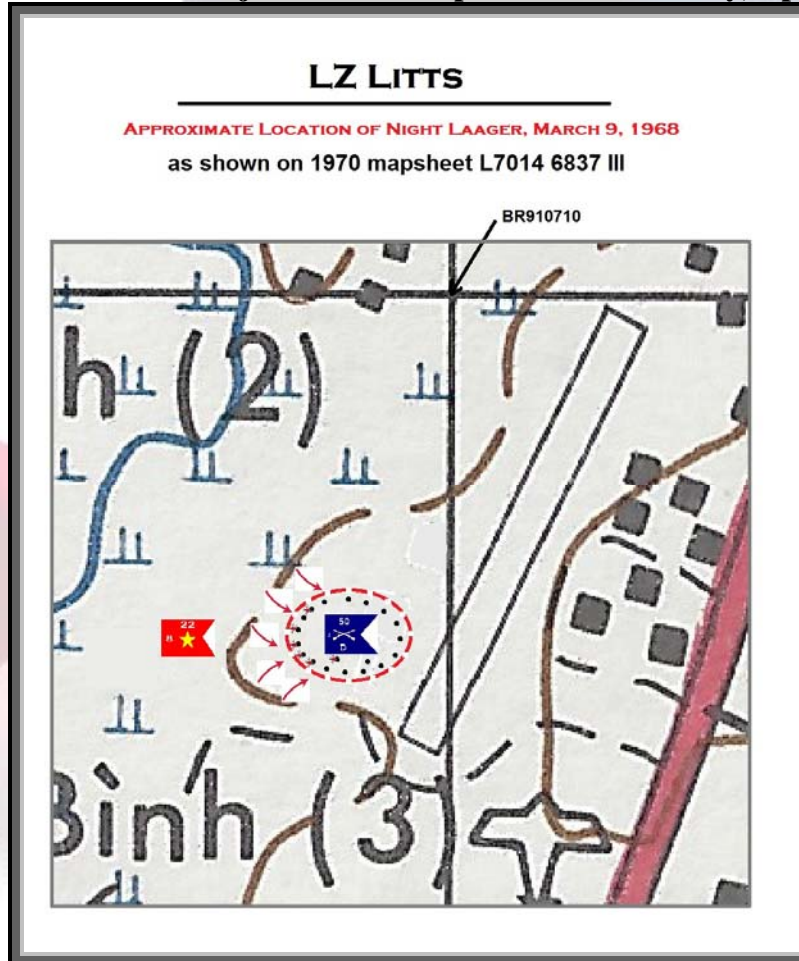 LZ LITTS
APPROXIMATE LOCATION OF NIGHT LAAGER, MARCH 9, 1968
as shown on 1970 mapsheet L7014 6837 III
BR910710
h (2)
22
8
50
1
D
Bình (3)